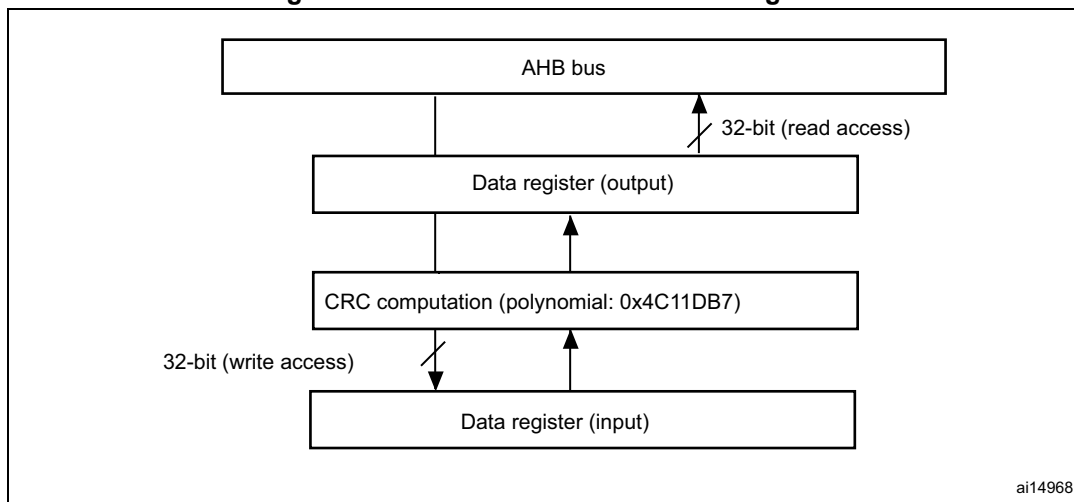 AHB bus
32-bit (read access)
Data register (output)
CRC computation (polynomial: 0x4C11DB7)
32-bit (write access)
Data register (input)
ai14968